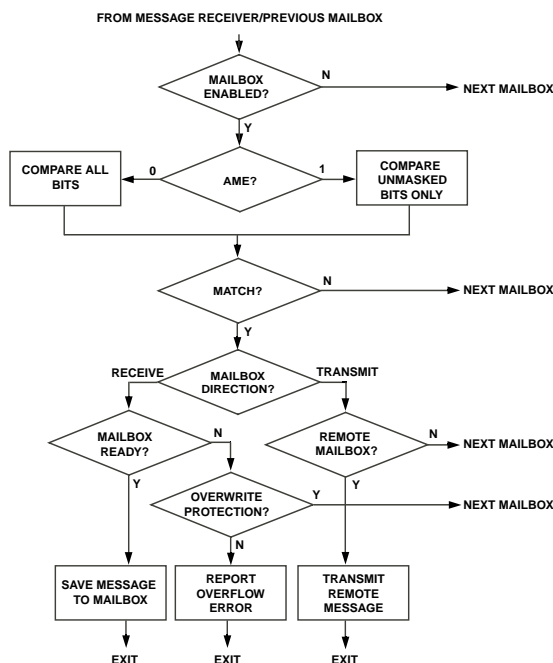 FROM MESSAGE RECEIVER/PREVIOUS MAILBOX
MAILBOX
ENABLED?
N
NEXT MAILBOX
Y
COMPARE ALL
BITS
0
AME?
1
COMPARE
UNMASKED
BITS ONLY
MATCH?
N
NEXT MAILBOX
Y
RECEIVE
MAILBOX
DIRECTION?
TRANSMIT
MAILBOX
READY?
N
REMOTE
MAILBOX?
N
NEXT MAILBOX
Y
OVERWRITE
PROTECTION?
Y
NEXT MAILBOX
Y
N
SAVE MESSAGE
TO MAILBOX
REPORT
OVERFLOW
ERROR
TRANSMIT
REMOTE
MESSAGE
EXIT
EXIT
EXIT